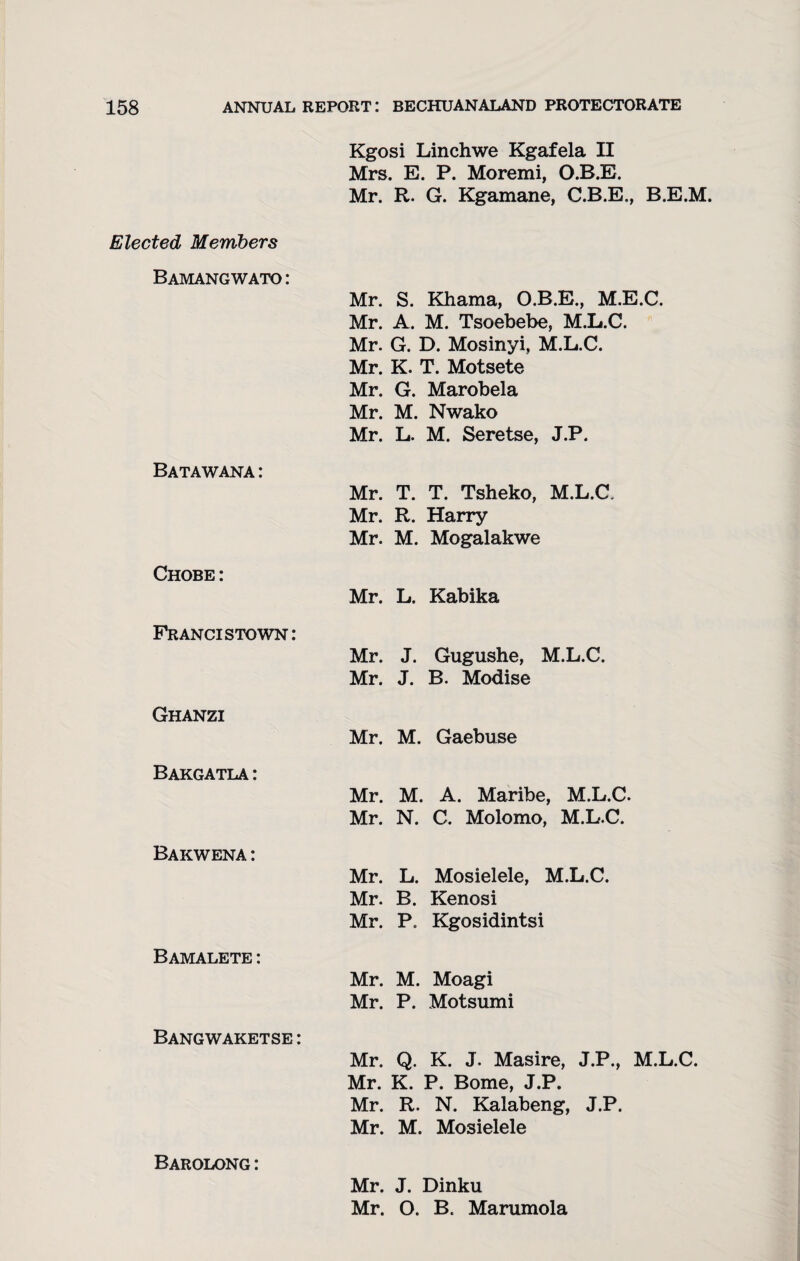 158 ANNUAL REPORT: BECHUANALAND PROTECTORATE
Kgosi Linchwe Kgafela II
Mrs. E. P. Moremi, O.B.E.
Mr. R. G. Kgamane, C.B.E., B.E.M.
Elected Members
BAMANGWATO:
Mr. S. Khama, O.B.E., M.E.C.
Mr. A. M. Tsoebebe, M.L.C.
Mr. G. D. Mosinyi, M.L.C.
Mr. K. T. Motsete
Mr. G. Marobela
Mr. M. Nwako
Mr. L. M. Seretse, J.P.
BATAWANA:
Mr. T. T. Tsheko, M.L.C.
Mr. R. Harry
Mr. M. Mogalakwe
CHOBE:
Mr. L. Kabika
FRANCISTOWN:
Mr. J. Gugushe, M.L.C.
Mr. J. B. Modise
GHANZI
Mr. M. Gaebuse
BAKGATLA:
Mr. M. A. Maribe, M.L.C.
Mr. N. C. Molomo, M.L.C.
BAKWENA:
Mr. L. Mosielele, M.L.C.
Mr. B. Kenosi
Mr. P. Kgosidintsi
BAMALETE:
Mr. M. Moagi
Mr. P. Motsumi
BANGWAKETSE:
Mr. Q. K. J. Masire, J.P., M.L.C.
Mr. K. P. Bome, J.P.
Mr. R. N. Kalabeng, J.P.
Mr. M. Mosielele
BAROLONG:
Mr. J. Dinku
Mr. O. B. Marumola